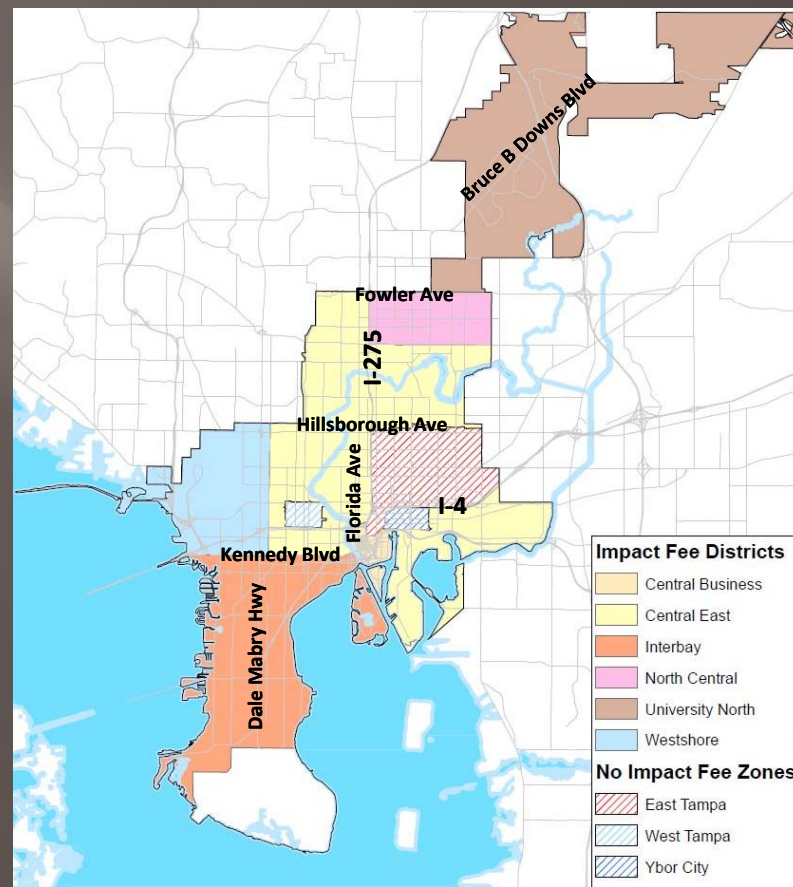 Bruce B Downs Blvd
Fowler Ave
I-275
Hillsborough Ave
Florida Ave
I-4
Kennedy Blvd
Dale Mabry Hwy
Impact Fee Districts
Central Business
Central East
Interbay
North Central
University North
Westshore
No Impact Fee Zones
East Tampa
West Tampa
Ybor City